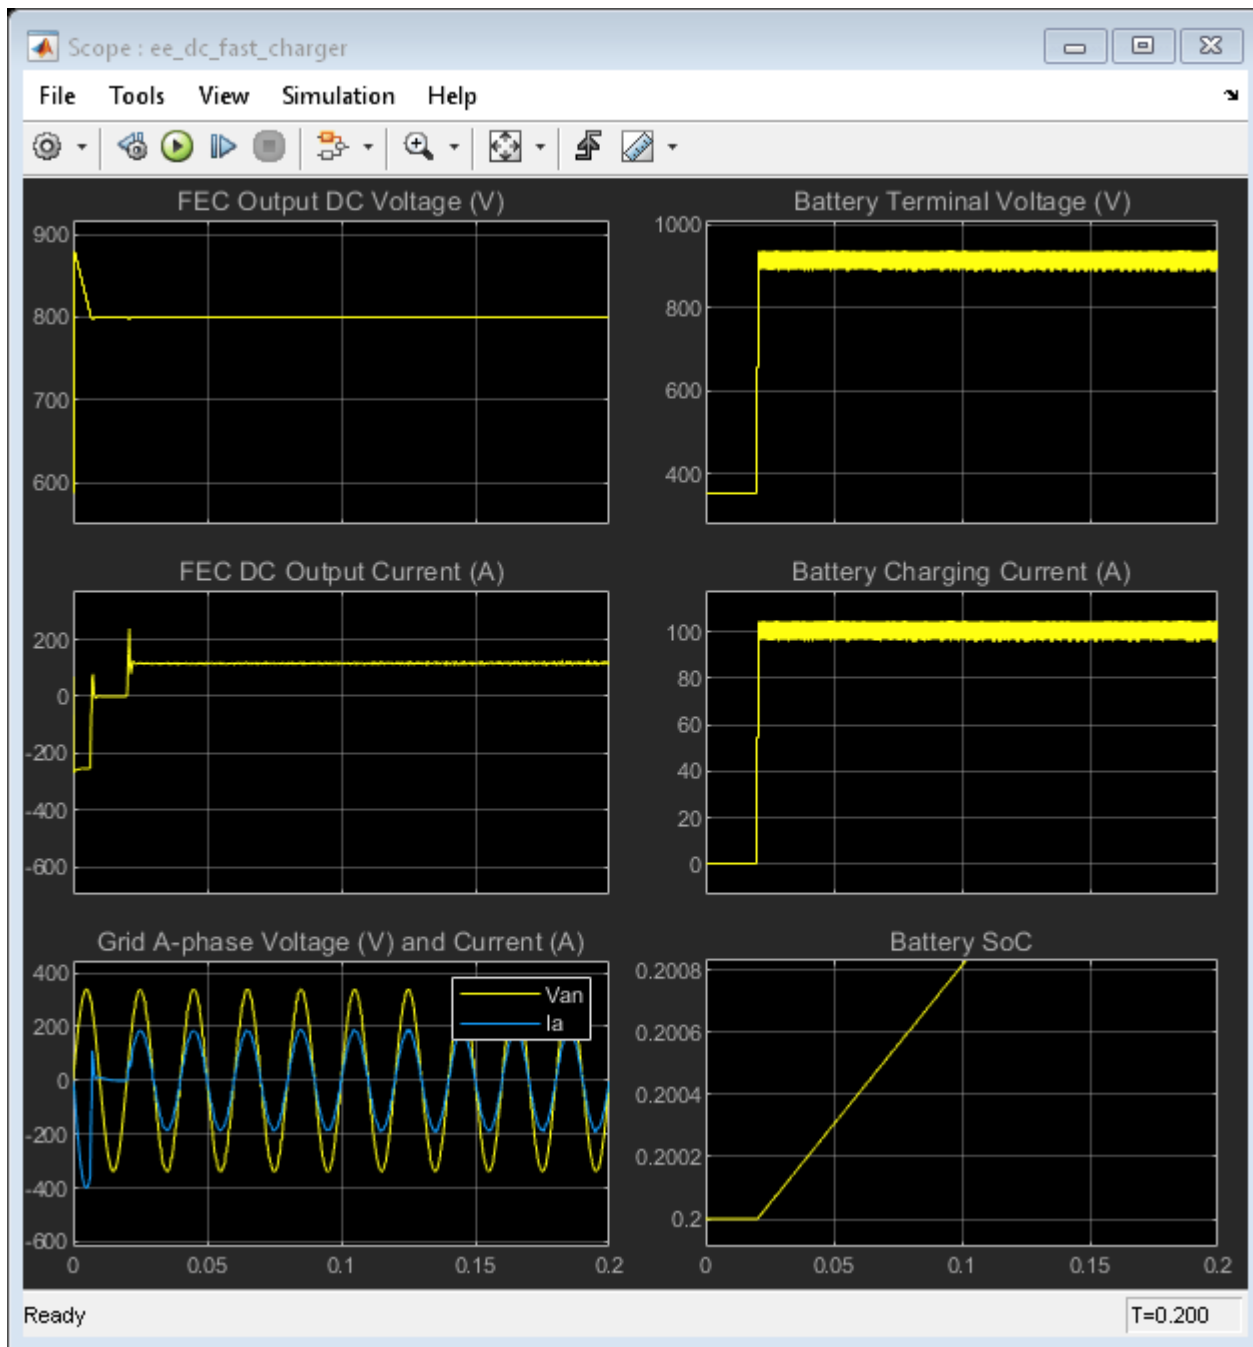 Scope : ee_dc_fast_charger
File Tools View Simulation Help
FEC Output DC Voltage (V)
900
800
700
600
Battery Terminal Voltage (V)
1000
800
600
400
FEC DC Output Current (A)
200
0
-200
-400
-600
Battery Charging Current (A)
100
80
60
40
20
0
Grid A-phase Voltage (V) and Current (A)
400
200
0
-200
-400
-600
Van
Ia
0 0.05 0.1 0.15 0.2
Battery SoC
0.2008
0.2006
0.2004
0.2002
0.2
0 0.05 0.1 0.15 0.2
Ready T=0.200